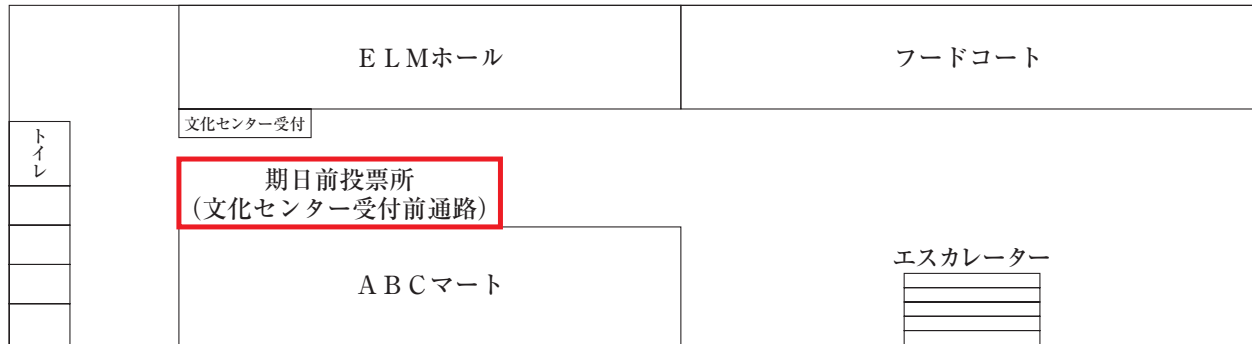 ＥＬＭホール
フードコート
文化センター受付
トイレ
期日前投票所
（文化センター受付前通路）
エスカレーター
ＡＢＣマート